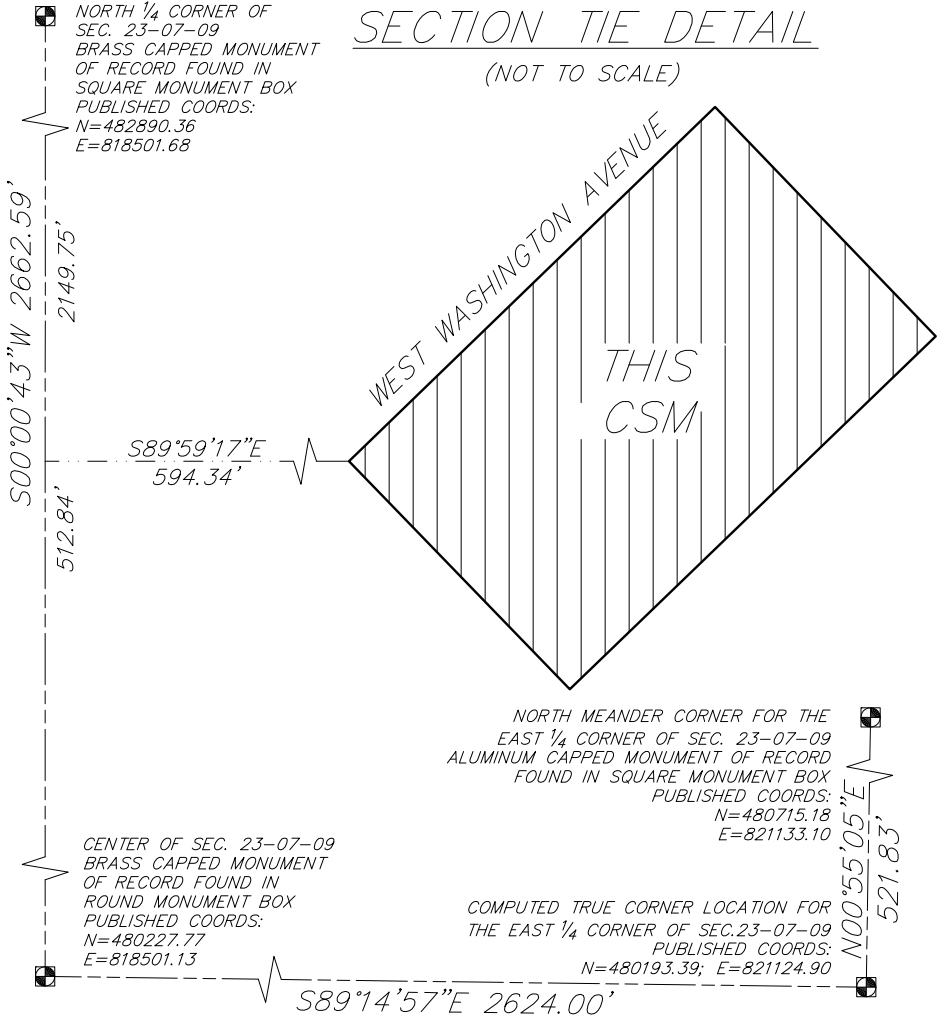 NORTH 1/4 CORNER OF
SEC. 23-07-09
BRASS CAPPED MONUMENT
OF RECORD FOUND IN
SQUARE MONUMENT BOX
PUBLISHED COORDS:
N=482890.36
E=818501.68
SECTION TIE DETAIL
(NOT TO SCALE)
WEST WASHINGTON AVENUE
S00°00'43"W 2662.59'
2149.75'
THIS
CSM
S89°59'17"E
594.34'
512.84'
NORTH MEANDER CORNER FOR THE
EAST 1/4 CORNER OF SEC. 23-07-09
ALUMINUM CAPPED MONUMENT OF RECORD
FOUND IN SQUARE MONUMENT BOX
PUBLISHED COORDS:
N=480715.18
E=821133.10
N00°55'05"E
521.83'
CENTER OF SEC. 23-07-09
BRASS CAPPED MONUMENT
OF RECORD FOUND IN
ROUND MONUMENT BOX
PUBLISHED COORDS:
N=480227.77
E=818501.13
COMPUTED TRUE CORNER LOCATION FOR
THE EAST 1/4 CORNER OF SEC.23-07-09
PUBLISHED COORDS:
N=480193.39; E=821124.90
S89°14'57"E 2624.00'